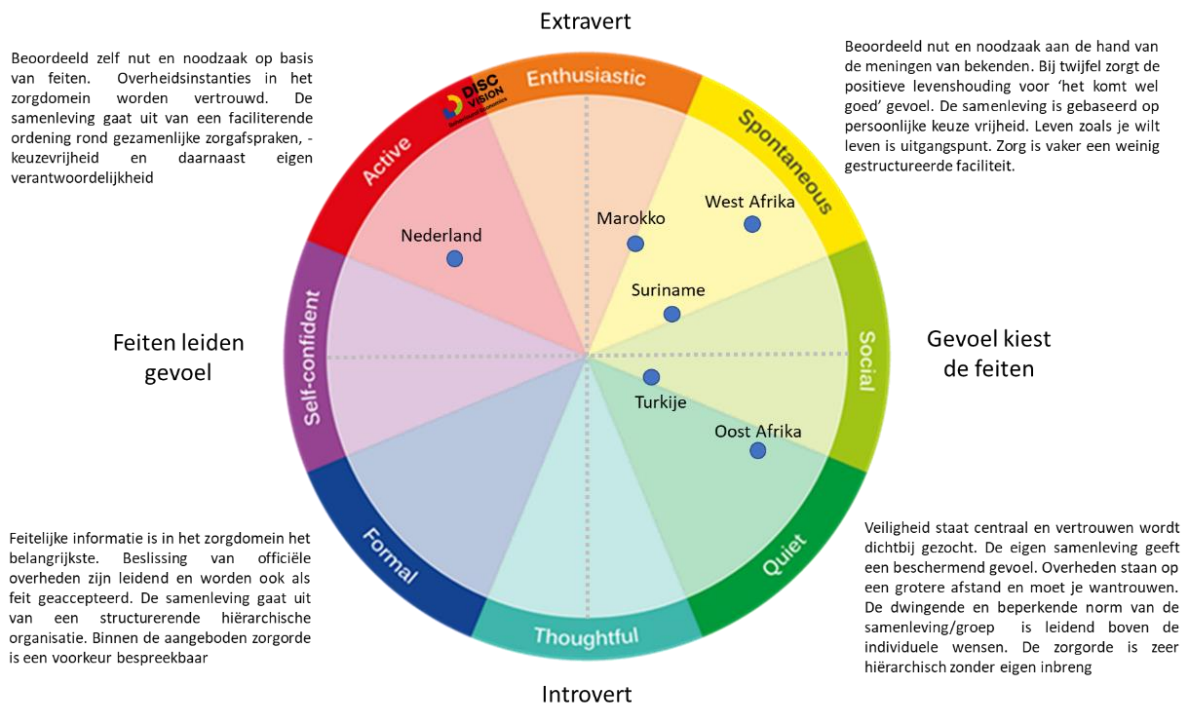 Extravert
Beoordeeld zelf nut en noodzaak op basis
van feiten. Overheidsinstanties in het
zorgdomein worden vertrouwd. De
samenleving gaat uit van een faciliterende
ordening rond gezamenlijke zorgafspraken, -
keuzevrijheid en daarnaast eigen
verantwoordelijkheid
Beoordeeld nut en noodzaak aan de hand van
de meningen van bekenden. Bij twijfel zorgt de
positieve levenshouding voor ‘het komt wel
goed’ gevoel. De samenleving is gebaseerd op
persoonlijke keuze vrijheid. Leven zoals je wilt
leven is uitgangspunt. Zorg is vaker een weinig
gestructureerde faciliteit.
Enthusiastic
DISC
VISION
Active
Spontaneous
West Afrika
Marokko
Nederland
Suriname
Feiten leiden
gevoel
Self-confident
Social
Gevoel kiest
de feiten
Turkije
Oost Afrika
Formal
Quiet
Thoughtful
Feitelijke informatie is in het zorgdomein het
belangrijkste. Beslissing van officiële
overheden zijn leidend en worden ook als
feit geaccepteerd. De samenleving gaat uit
van een structurerende hiërarchische
organisatie. Binnen de aangeboden zorgorde
is een voorkeur bespreekbaar
Veiligheid staat centraal en vertrouwen wordt
dichtbij gezocht. De eigen samenleving geeft
een beschermend gevoel. Overheden staan op
een grotere afstand en moet je wantrouwen.
De dwingende en beperkende norm van de
samenleving/groep is leidend boven de
individuele wensen. De zorgorde is zeer
hiërarchisch zonder eigen inbreng
Introvert